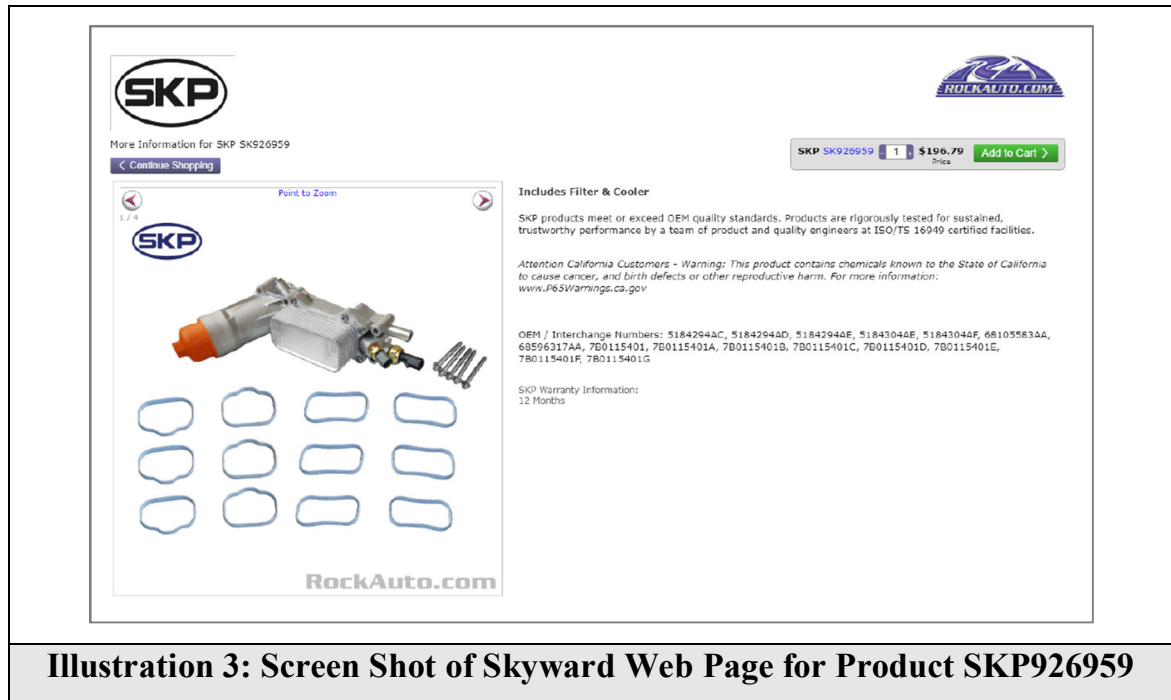 SKP
ROCKAUTO.COM
More Information for SKP SK926959
Continue Shopping
SKP SK926959 1 $196.79 Add to Cart
Price
Point to Zoom
1 / 4
SKP
RockAuto.com
Includes Filter & Cooler
SKP products meet or exceed OEM quality standards. Products are rigorously tested for sustained,
trustworthy performance by a team of product and quality engineers at ISO/TS 16949 certified facilities.
Attention California Customers - Warning: This product contains chemicals known to the State of California
to cause cancer, and birth defects or other reproductive harm. For more information:
www.P65Warnings.ca.gov
OEM / Interchange Numbers: 5184294AC, 5184294AD, 5184294AE, 5184304AE, 5184304AF, 68105583AA,
68596317AA, 7B0115401, 7B0115401A, 7B0115401B, 7B0115401C, 7B0115401D, 7B0115401E,
7B0115401F, 7B0115401G
SKP Warranty Information:
12 Months
Illustration 3: Screen Shot of Skyward Web Page for Product SKP926959